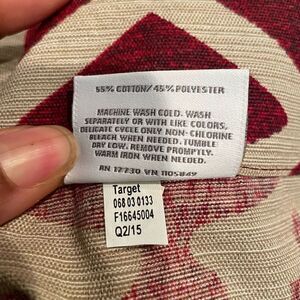 55% COTTON/ 45% POLYESTER
MACHINE WASH COLD. WASH
SEPARATELY OR WITH LIKE COLORS,
DELICATE CYCLE ONLY NON-CHLORINE
BLEACH WHEN NEEDED. TUMBLE
DRY LOW. REMOVE PROMPTLY.
WARM IRON WHEN NEEDED.
RN 17730 VN 1105849
Target
068 03 0133
F16645004
Q2/15